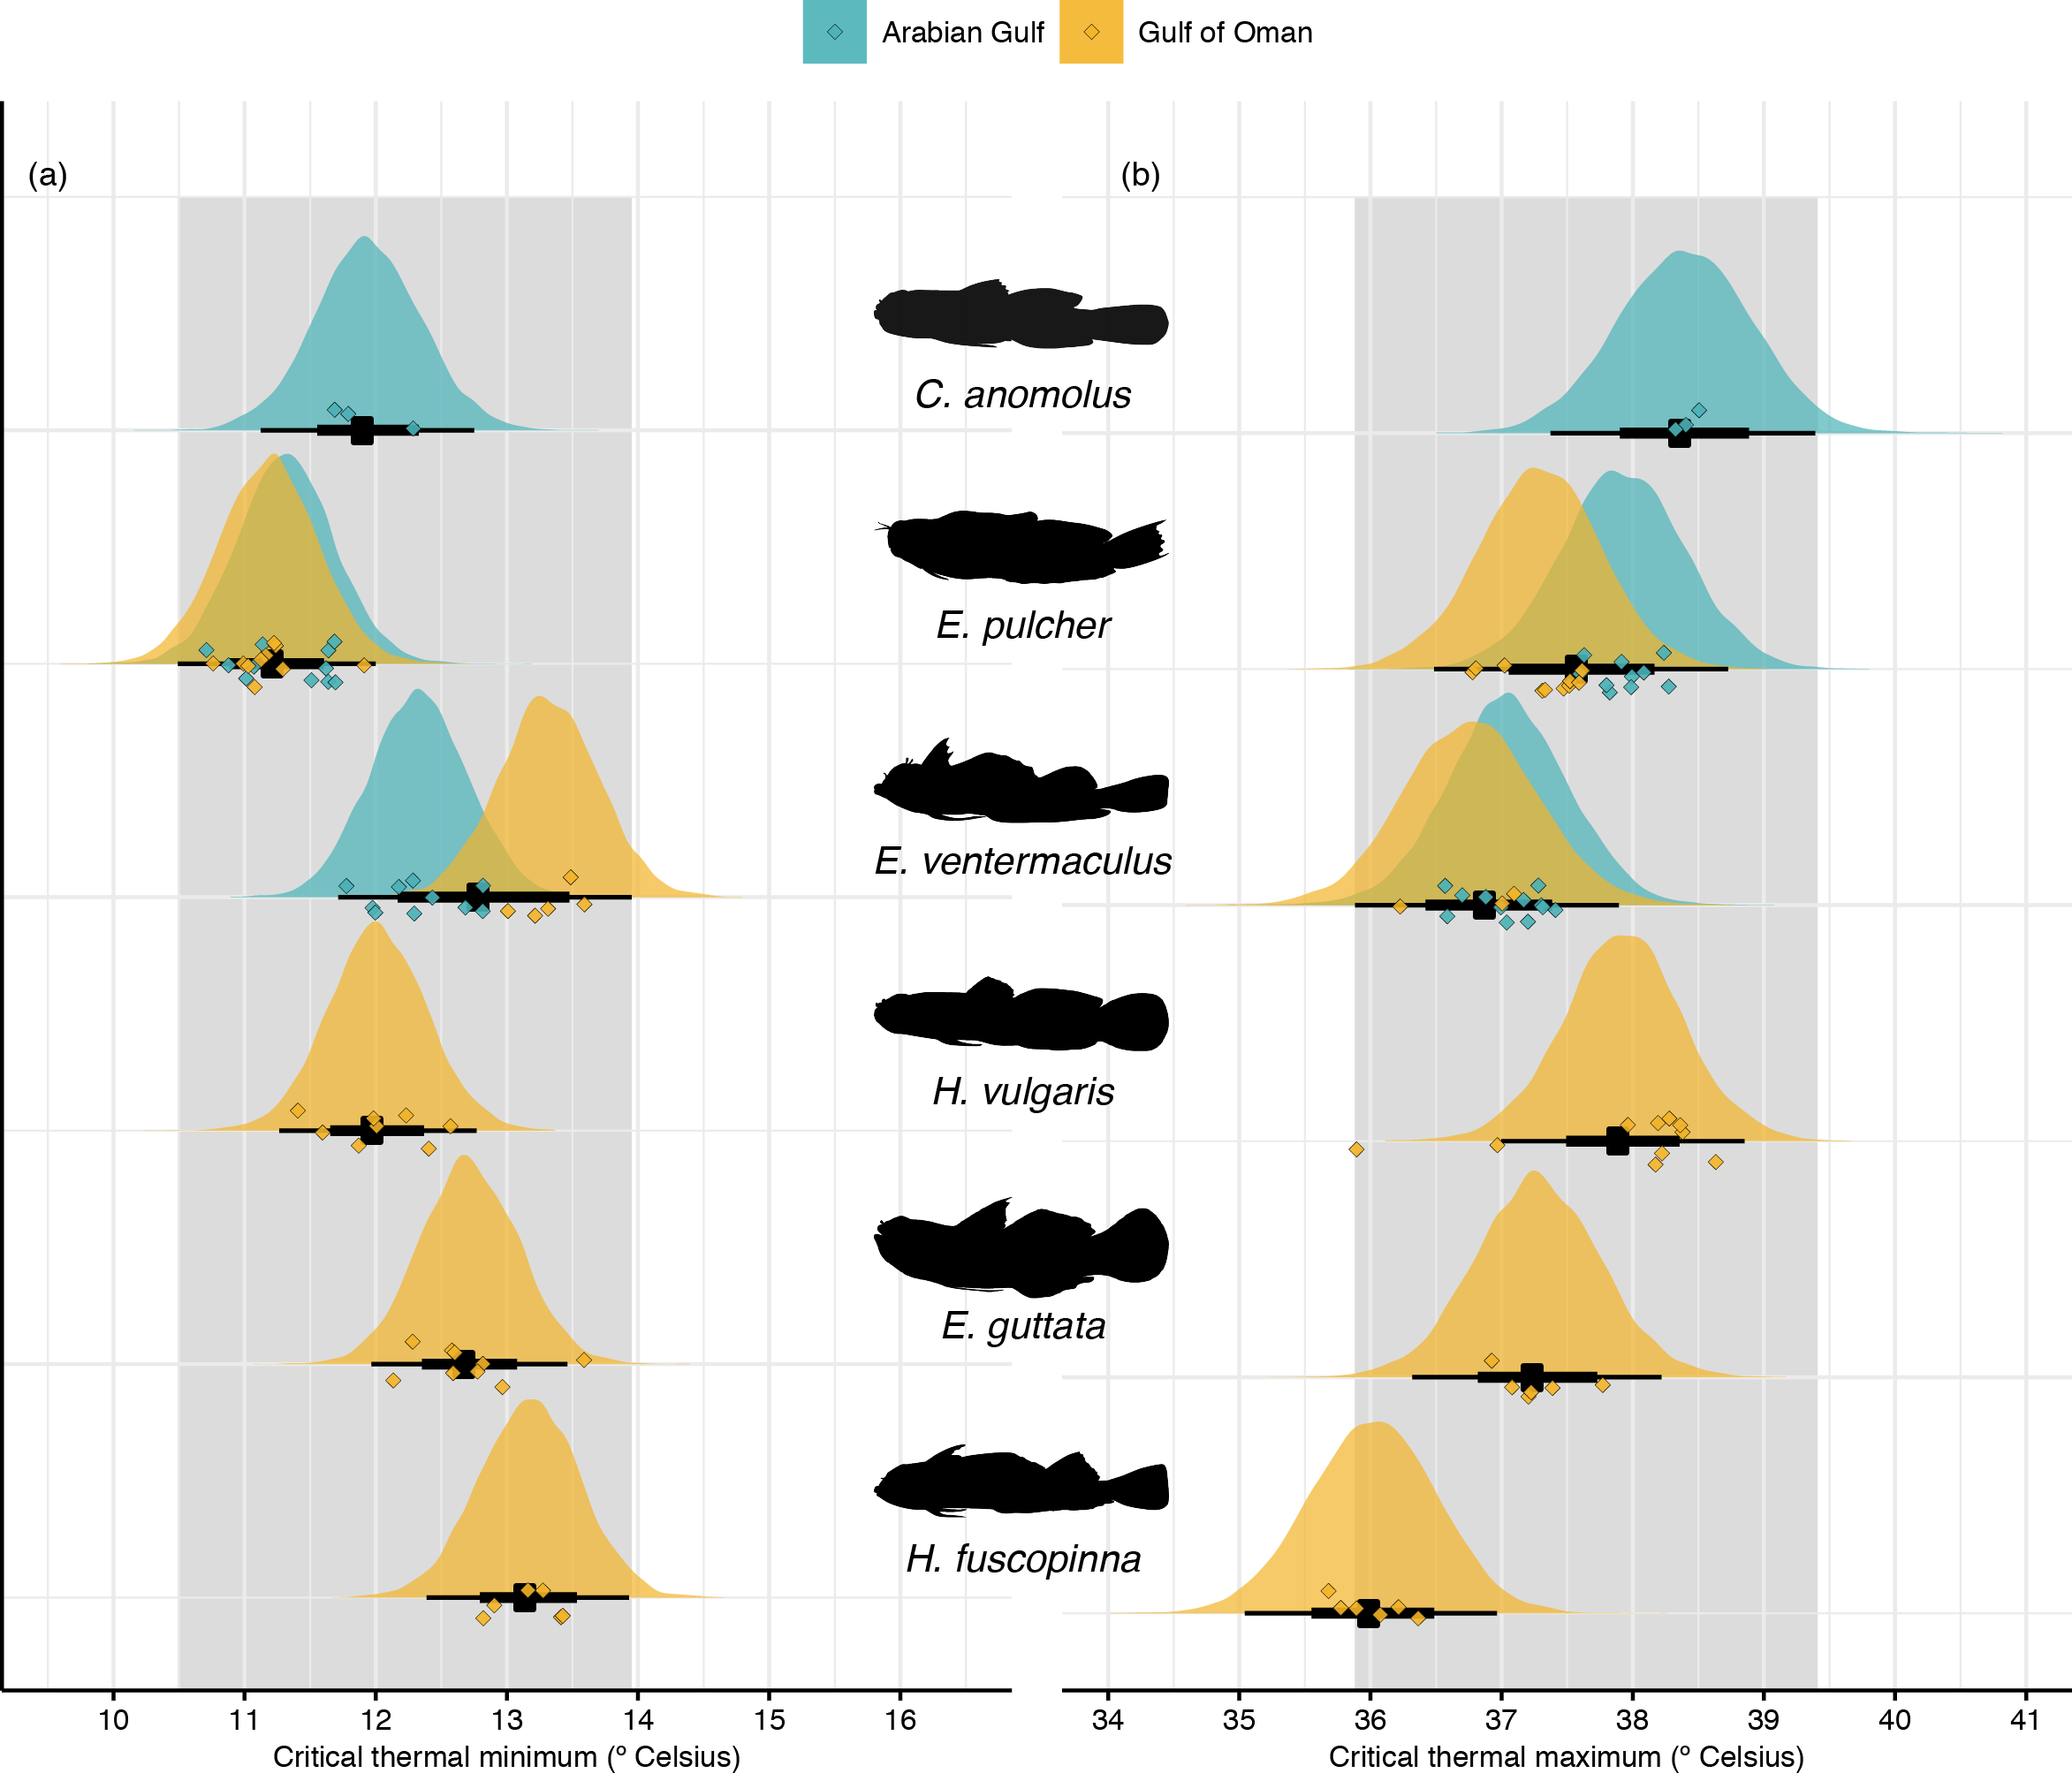 Arabian Gulf Gulf of Oman
(a) (b)
C. anomolus
E. pulcher
E. ventermaculus
H. vulgaris
E. guttata
H. fuscopinna
10 11 12 13 14 15 16 34 35 36 37 38 39 40 41
Critical thermal minimum (º Celsius) Critical thermal maximum (º Celsius)